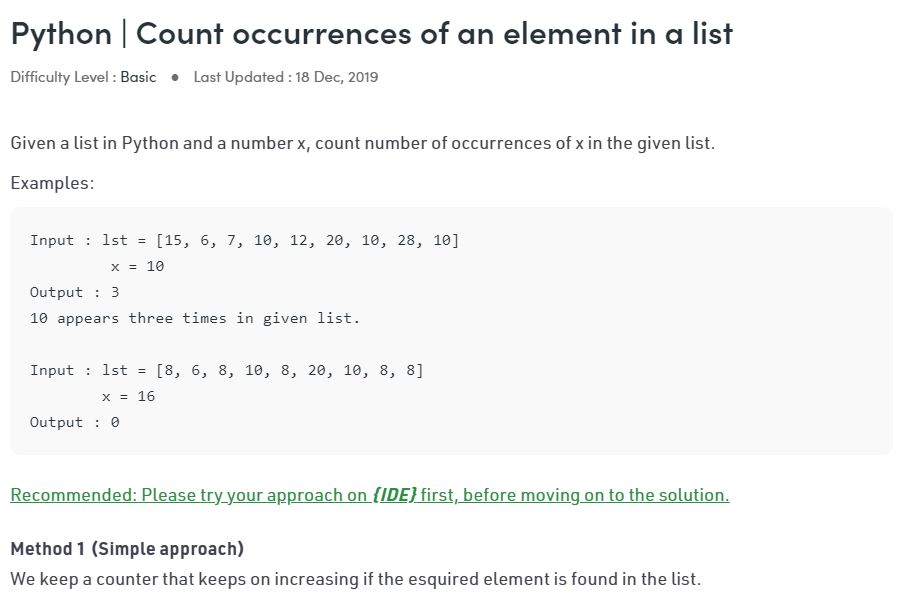 Python | Count occurrences of an element in a list
Difficulty Level : Basic ● Last Updated : 18 Dec, 2019
Given a list in Python and a number x, count number of occurrences of x in the given list.
Examples:
Input : lst = [15, 6, 7, 10, 12, 20, 10, 28, 10]
x = 10
Output : 3
10 appears three times in given list.
Input : lst = [8, 6, 8, 10, 8, 20, 10, 8, 8]
x = 16
Output : 0
Recommended: Please try your approach on {IDE} first, before moving on to the solution.
Method 1 (Simple approach)
We keep a counter that keeps on increasing if the esquired element is found in the list.